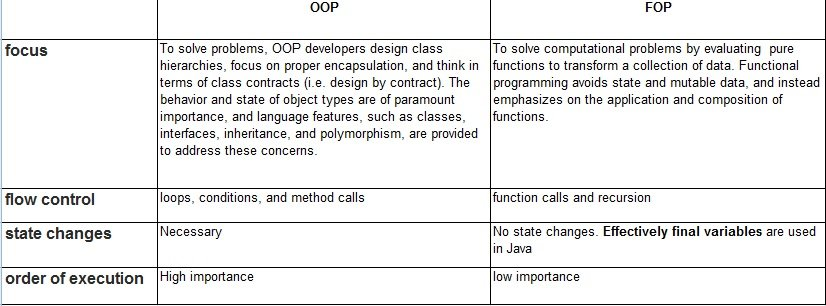 OOP FOP
focus
To solve problems, OOP developers design class
hierarchies, focus on proper encapsulation, and think in
terms of class contracts (i.e. design by contract). The
behavior and state of object types are of paramount
importance, and language features, such as classes,
interfaces, inheritance, and polymorphism, are provided
to address these concerns.
To solve computational problems by evaluating pure
functions to transform a collection of data. Functional
programming avoids state and mutable data, and instead
emphasizes on the application and composition of
functions.
flow control
loops, conditions, and method calls
function calls and recursion
state changes
Necessary
No state changes. Effectively final variables are used
in Java
order of execution
High importance
low importance